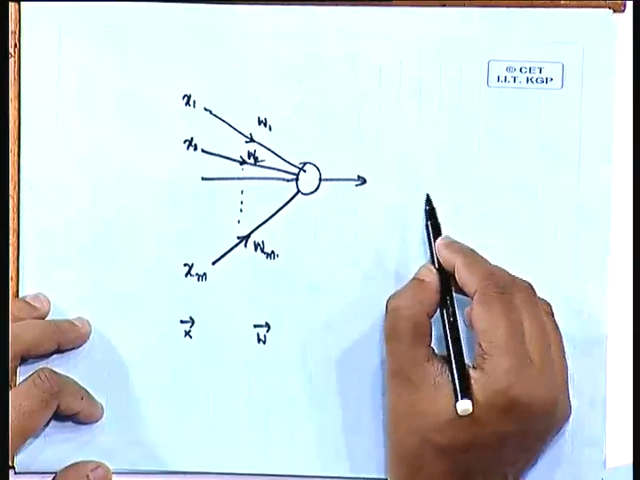 © CET
I.I.T. KGP
x₁
w₁
x₂
w₂
xₘ
wₘ
x⃗ w⃗